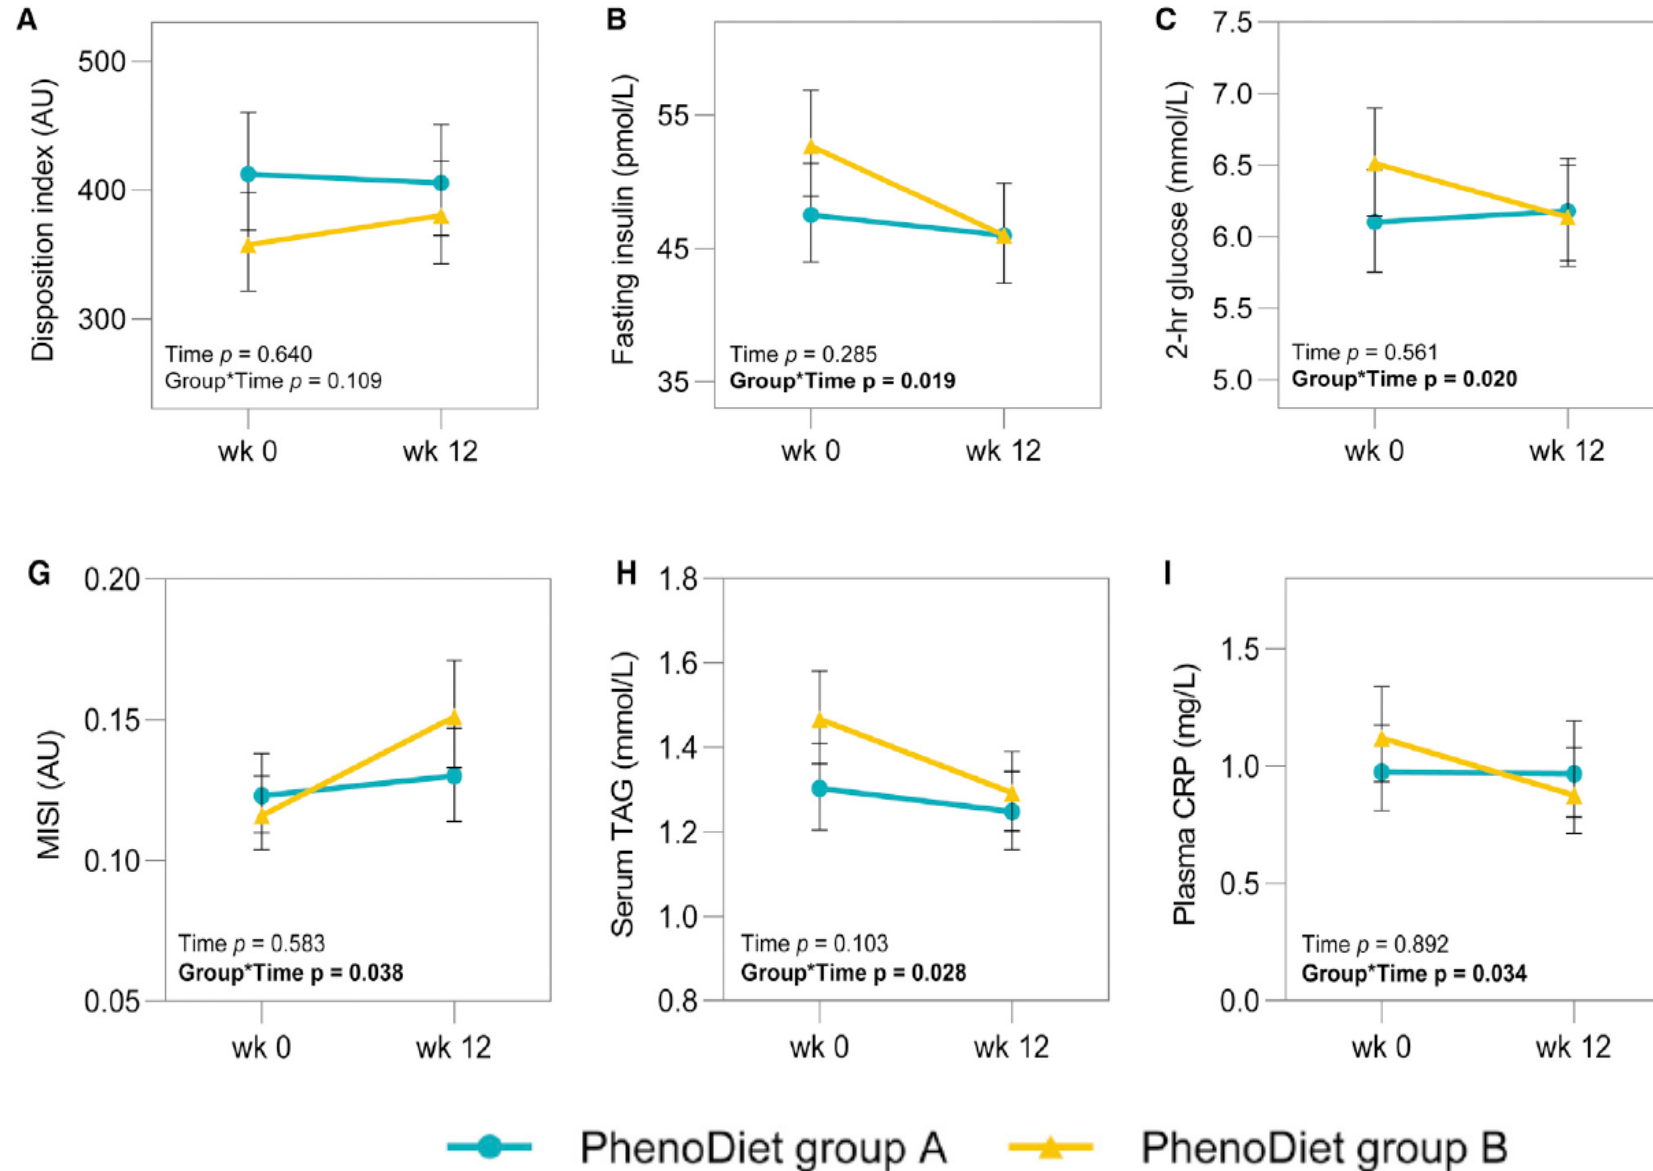 A
Disposition index (AU)
500
400
300
Time p = 0.640
Group*Time p = 0.109
wk 0
wk 12
B
Fasting insulin (pmol/L)
55
45
35
Time p = 0.285
Group*Time p = 0.019
wk 0
wk 12
C
2-hr glucose (mmol/L)
7.5
7.0
6.5
6.0
5.5
5.0
Time p = 0.561
Group*Time p = 0.020
wk 0
wk 12
G
MISI (AU)
0.20
0.15
0.10
0.05
Time p = 0.583
Group*Time p = 0.038
wk 0
wk 12
H
Serum TAG (mmol/L)
1.8
1.6
1.4
1.2
1.0
0.8
Time p = 0.103
Group*Time p = 0.028
wk 0
wk 12
I
Plasma CRP (mg/L)
1.5
1.0
0.5
0.0
Time p = 0.892
Group*Time p = 0.034
wk 0
wk 12
PhenoDiet group A
PhenoDiet group B